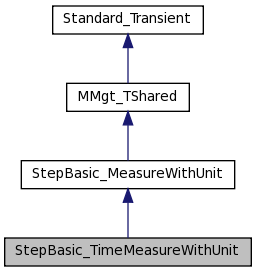 Standard_Transient
MMgt_TShared
StepBasic_MeasureWithUnit
StepBasic_TimeMeasureWithUnit